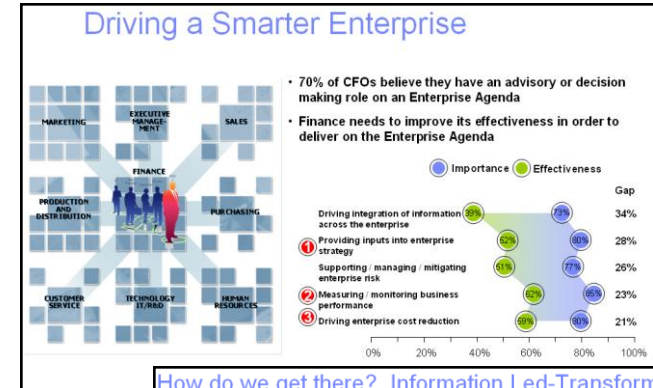 Driving a Smarter Enterprise
MARKETING
EXECUTIVE
MANAGE-
MENT
SALES
FINANCE
PRODUCTION
AND
DISTRIBUTION
PURCHASING
CUSTOMER
SERVICE
TECHNOLOGY
IT/R&D
HUMAN
RESOURCES
• 70% of CFOs believe they have an advisory or decision
making role on an Enterprise Agenda
• Finance needs to improve its effectiveness in order to
deliver on the Enterprise Agenda
Importance Effectiveness
Gap
Driving integration of information
across the enterprise
39% 73% 34%
1 Providing inputs into enterprise
strategy
52% 80% 28%
Supporting / managing / mitigating
enterprise risk
51% 77% 26%
2 Measuring / monitoring business
performance
62% 85% 23%
3 Driving enterprise cost reduction
59% 80% 21%
0% 20% 40% 60% 80% 100%
How do we get there? Information Led-Transform